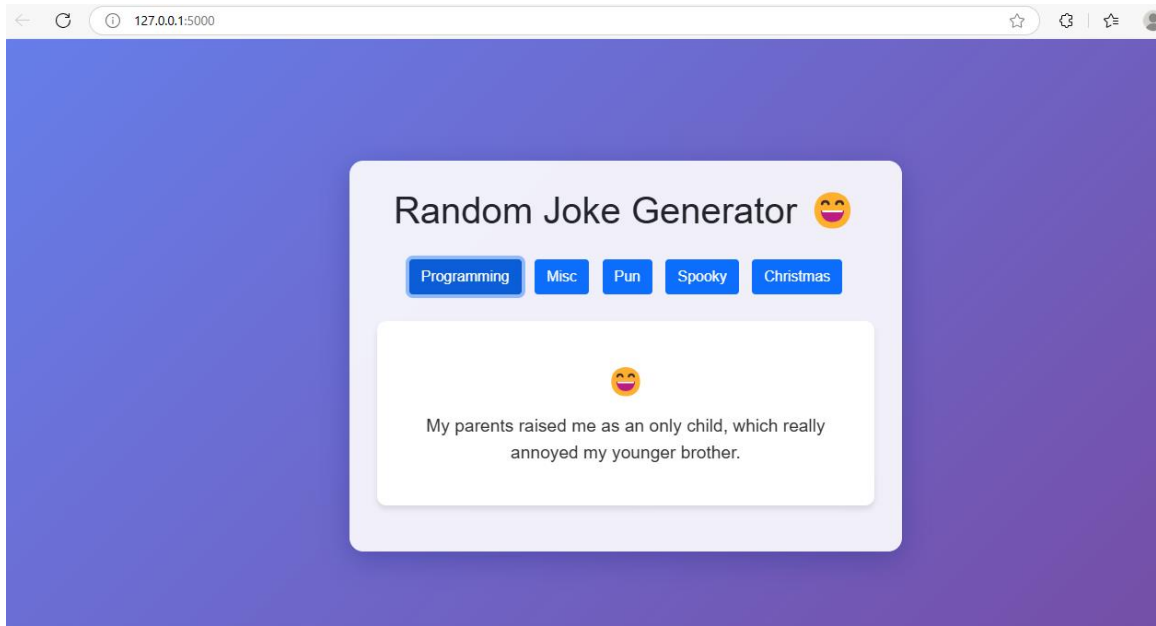 127.0.0.1:5000
Random Joke Generator 😄
Programming Misc Pun Spooky Christmas
😄
My parents raised me as an only child, which really
annoyed my younger brother.